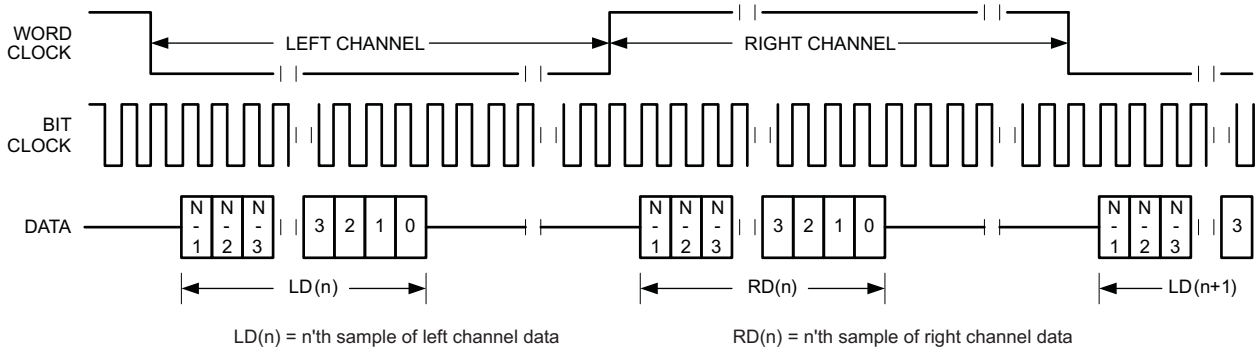 WORD
CLOCK
LEFT CHANNEL
RIGHT CHANNEL
BIT
CLOCK
DATA
N-1 N-2 N-3 3 2 1 0 N-1 N-2 N-3 3 2 1 0 N-1 N-2 N-3 3
LD(n) RD(n) LD(n+1)
LD(n) = n'th sample of left channel data
RD(n) = n'th sample of right channel data